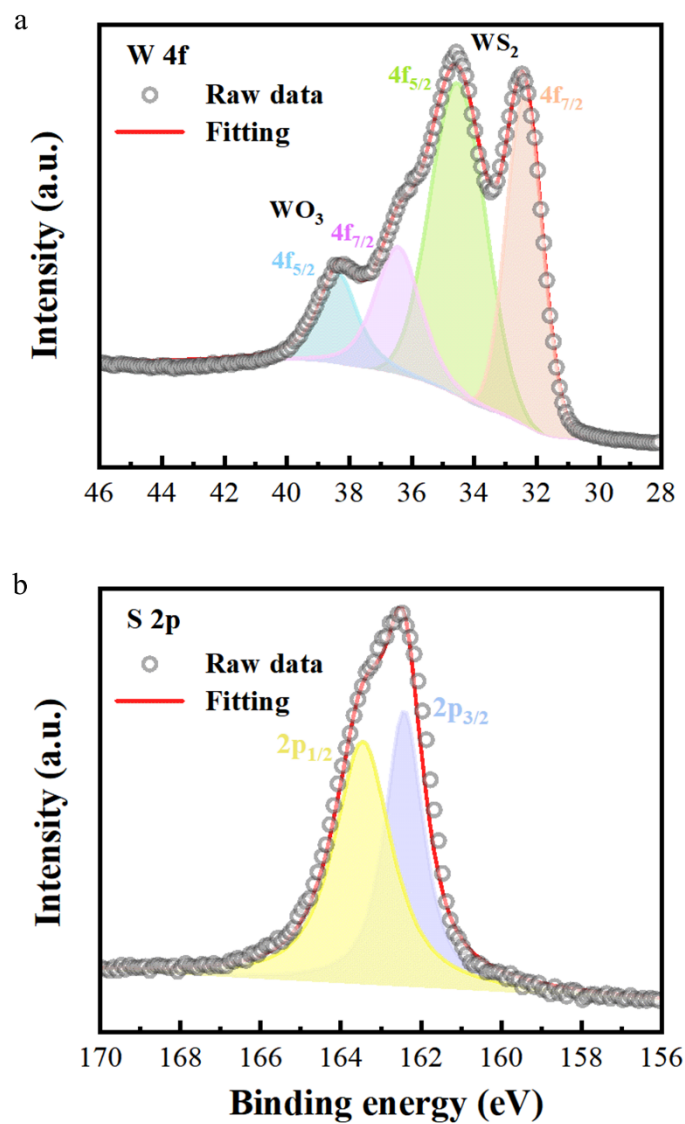 a
W 4f
WS₂
Raw data
4f₅/₂
4f₇/₂
Fitting
WO₃
4f₇/₂
4f₅/₂
Intensity (a.u.)
46 44 42 40 38 36 34 32 30 28
b
S 2p
Raw data
Fitting
2p₃/₂
2p₁/₂
Intensity (a.u.)
170 168 166 164 162 160 158 156
Binding energy (eV)